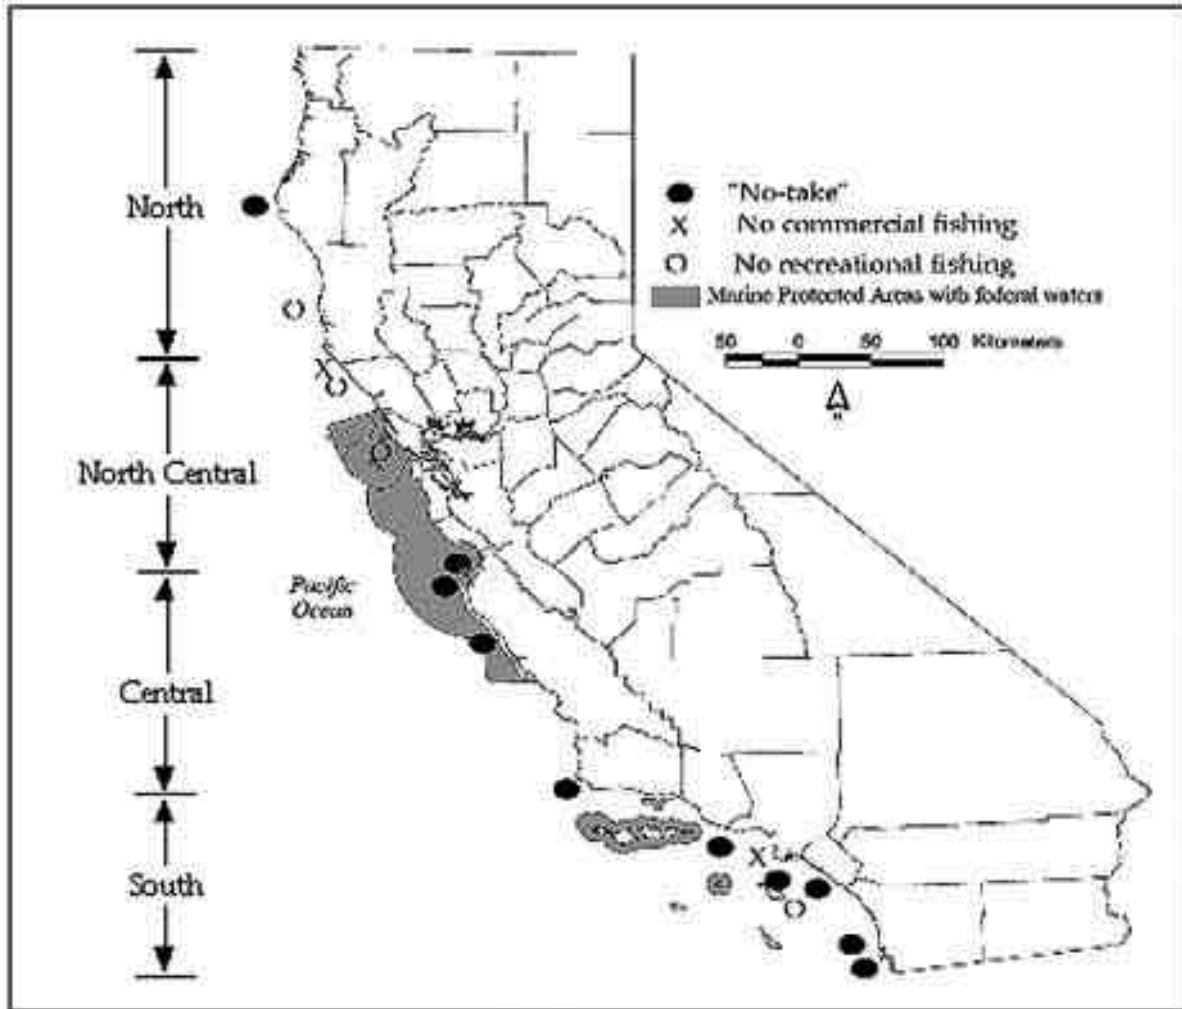 North
North Central
Central
South
Pacific
Ocean
"No-take"
X No commercial fishing
No recreational fishing
Marine Protected Areas with federal waters
50 0 50 100 Kilometers